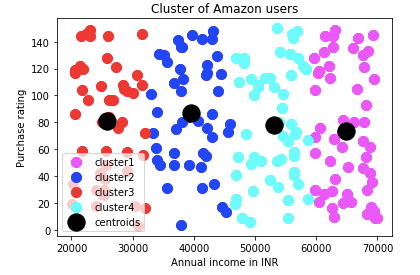 Cluster of Amazon users
Purchase rating
140
120
100
80
60
40
20
0
cluster1
cluster2
cluster3
cluster4
centroids
20000 30000 40000 50000 60000 70000
Annual income in INR